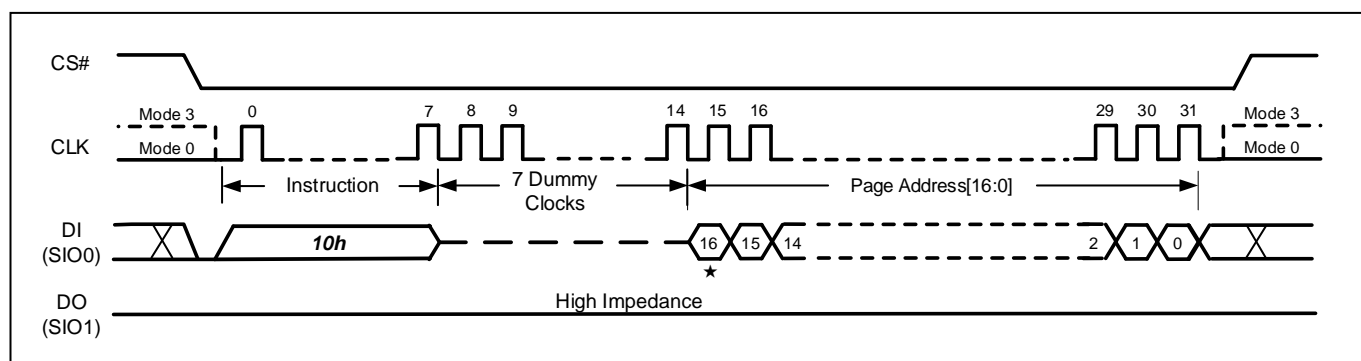 CS#
Mode 3 0 7 8 9 14 15 16 29 30 31 Mode 3
CLK
Mode 0 Mode 0
Instruction 7 Dummy Clocks Page Address[16:0]
DI
(SIO0)
10h 16 15 14 2 1 0
★
DO
(SIO1)
High Impedance